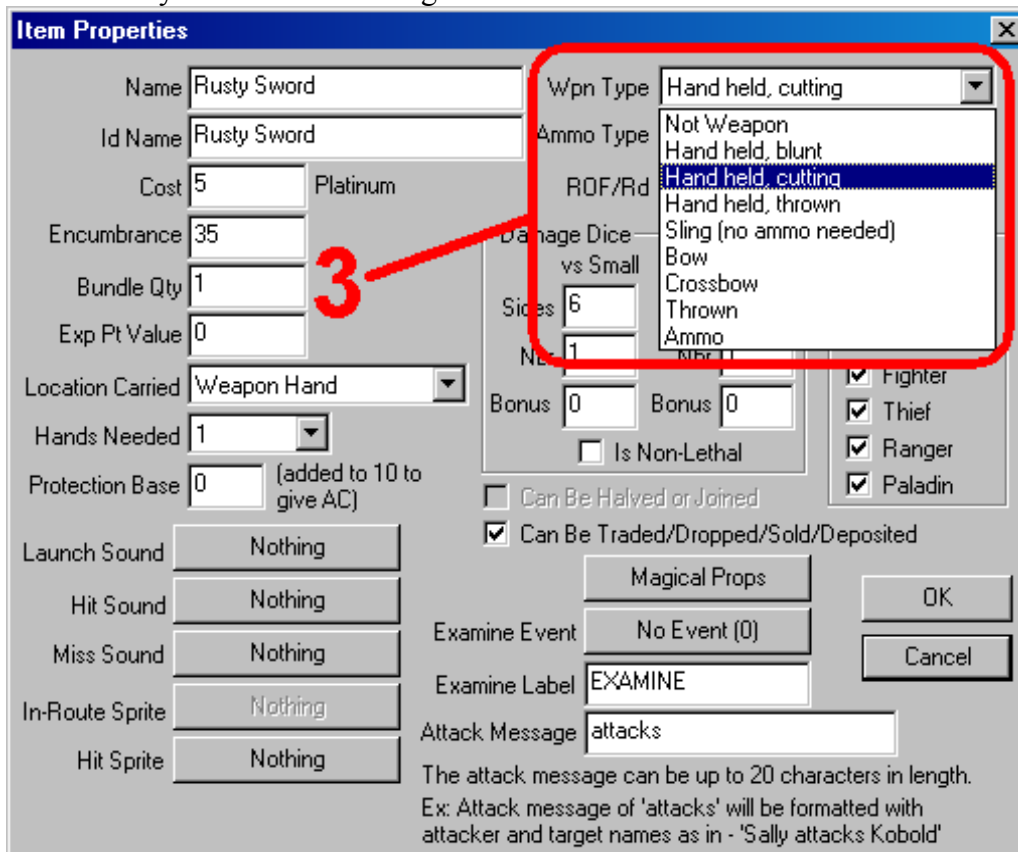 Item Properties
Name Rusty Sword
Id Name Rusty Sword
Cost 5 Platinum
Encumbrance 35
Bundle Qty 1
Exp Pt Value 0
Location Carried Weapon Hand
Hands Needed 1
Protection Base 0 (added to 10 to
give AC)
Launch Sound Nothing
Hit Sound Nothing
Miss Sound Nothing
In-Route Sprite Nothing
Hit Sprite Nothing
3
Wpn Type Hand held, cutting
Not Weapon
Hand held, blunt
Hand held, cutting
Hand held, thrown
Sling (no ammo needed)
Bow
Crossbow
Thrown
Ammo
Ammo Type
ROF/Rd
Damage Dice
vs Small
Sides 6
Nbr 1 Nbr
Bonus 0 Bonus 0
Is Non-Lethal
Fighter
Thief
Ranger
Paladin
Can Be Halved or Joined
Can Be Traded/Dropped/Sold/Deposited
Magical Props
Examine Event No Event (0)
Examine Label EXAMINE
Attack Message attacks
OK
Cancel
The attack message can be up to 20 characters in length.
Ex: Attack message of 'attacks' will be formatted with
attacker and target names as in - 'Sally attacks Kobold'